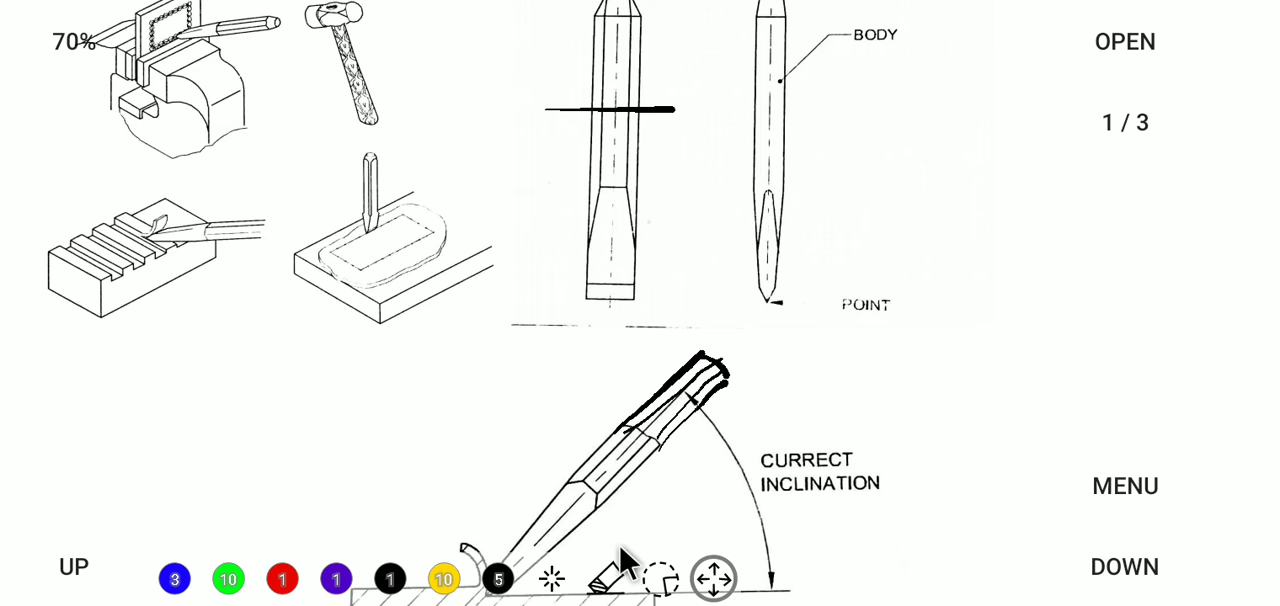 70%
BODY
OPEN
1 / 3
POINT
CURRECT
INCLINATION
MENU
UP
3
10
1
1
1
10
5
DOWN